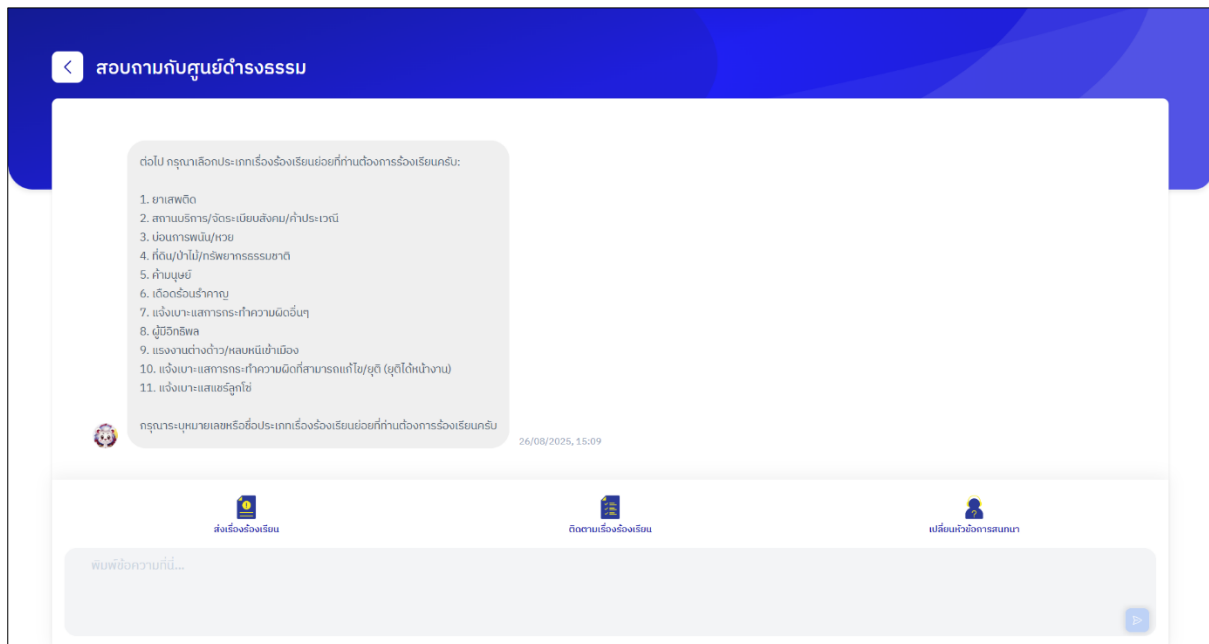 สอบถามกับศูนย์ดำรงธรรม
ต่อไป กรุณาเลือกประเภทเรื่องร้องเรียนย่อยที่ท่านต้องการร้องเรียนครับ:
1. ยาเสพติด
2. สถานบริการ/จัดระเบียบสังคม/ค้าประเวณี
3. บ่อนการพนัน/หวย
4. ที่ดิน/ป่าไม้/ทรัพยากรธรรมชาติ
5. ค้ามนุษย์
6. เดือดร้อนรำคาญ
7. แจ้งเบาะแสการกระทำความผิดอื่นๆ
8. ผู้มีอิทธิพล
9. แรงงานต่างด้าว/หลบหนีเข้าเมือง
10. แจ้งเบาะแสการกระทำความผิดที่สามารถแก้ไข/ยุติ (ยุติได้หน้างาน)
11. แจ้งเบาะแสแชร์ลูกโซ่
กรุณาระบุหมายเลขหรือชื่อประเภทเรื่องร้องเรียนย่อยที่ท่านต้องการร้องเรียนครับ
26/08/2025, 15:09
ส่งเรื่องร้องเรียน
ติดตามเรื่องร้องเรียน
เปลี่ยนหัวข้อการสนทนา
พิมพ์ข้อความที่นี่...